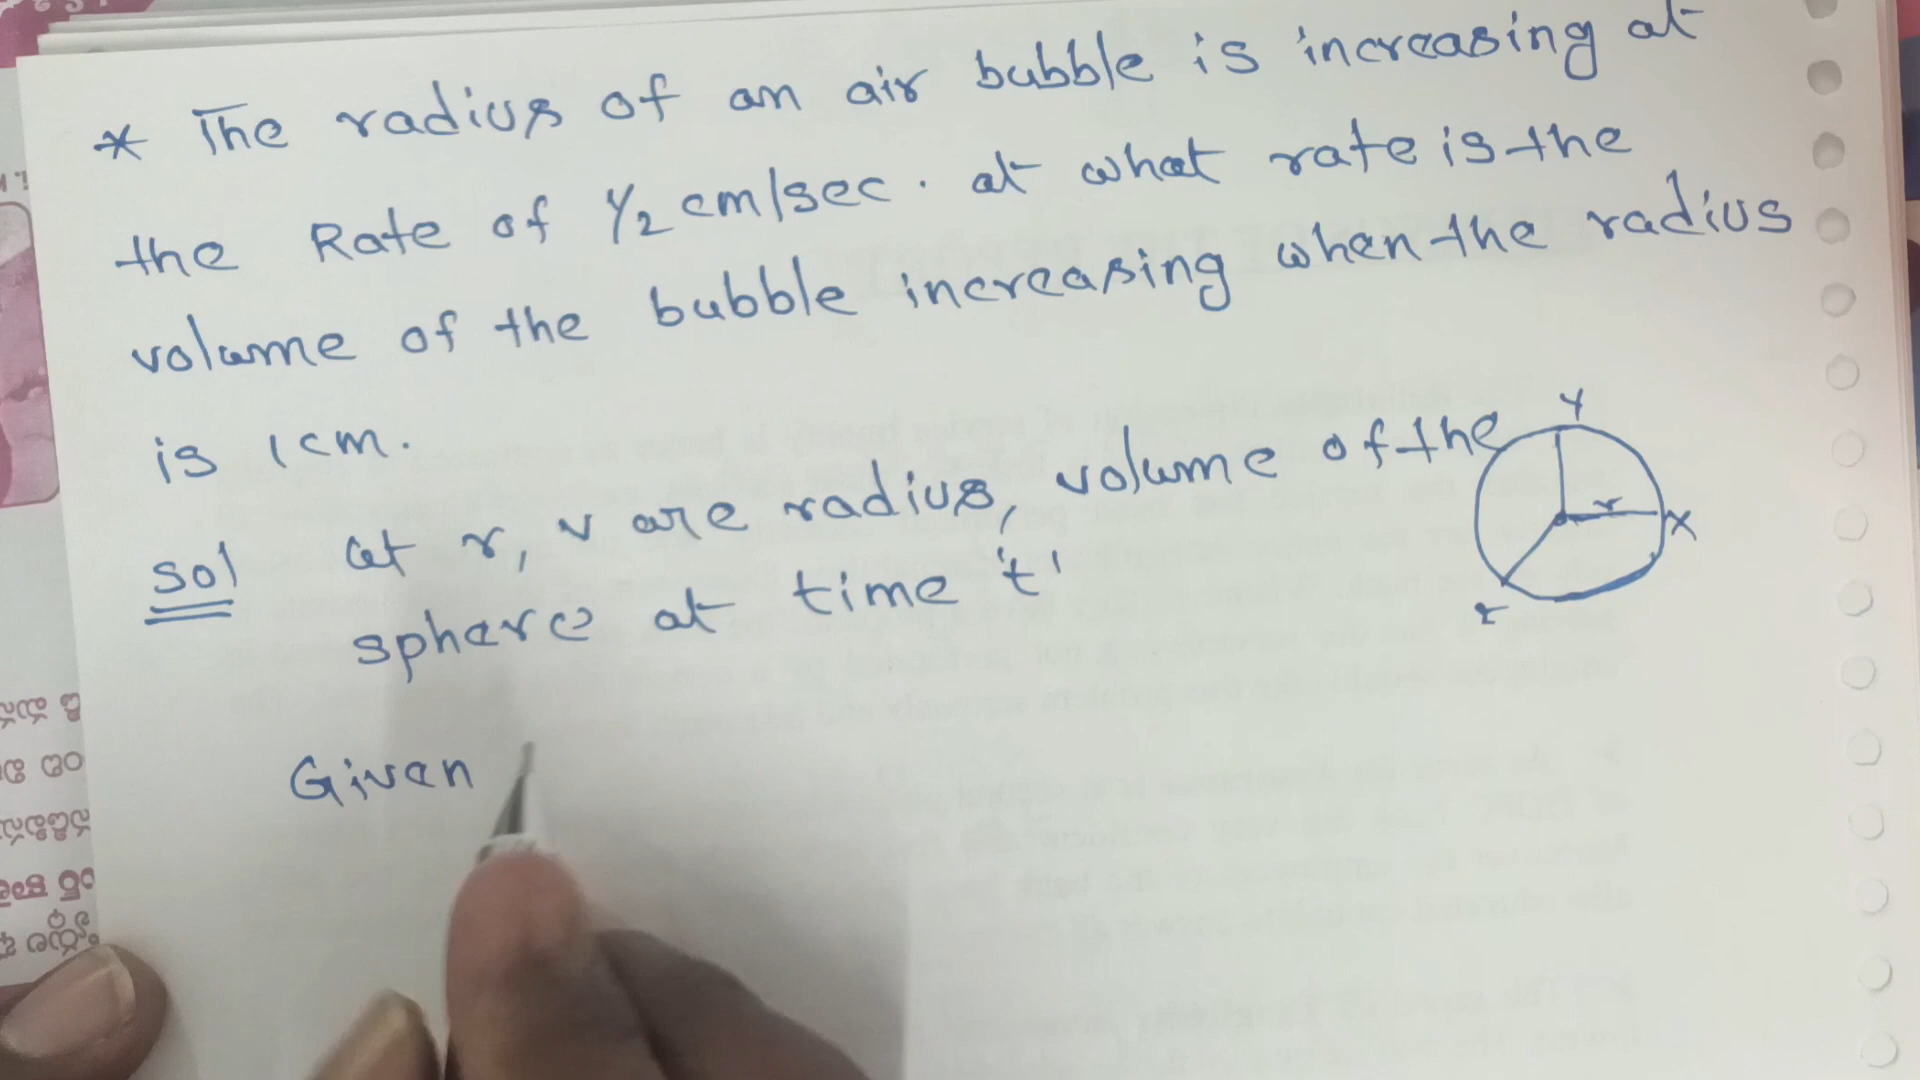 * The radius of an air bubble is increasing at
the Rate of 1/2 cm/sec. at what rate is the
volume of the bubble increasing when the radius
is 1cm.
Sol let r, v are radius, volume of the
sphere at time 't'
Given
Y
r
X
Z